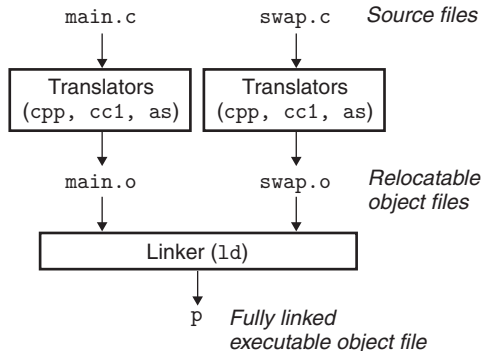 main.c
swap.c
Source files
Translators
(cpp, cc1, as)
Translators
(cpp, cc1, as)
main.o
swap.o
Relocatable
object files
Linker (ld)
p
Fully linked
executable object file